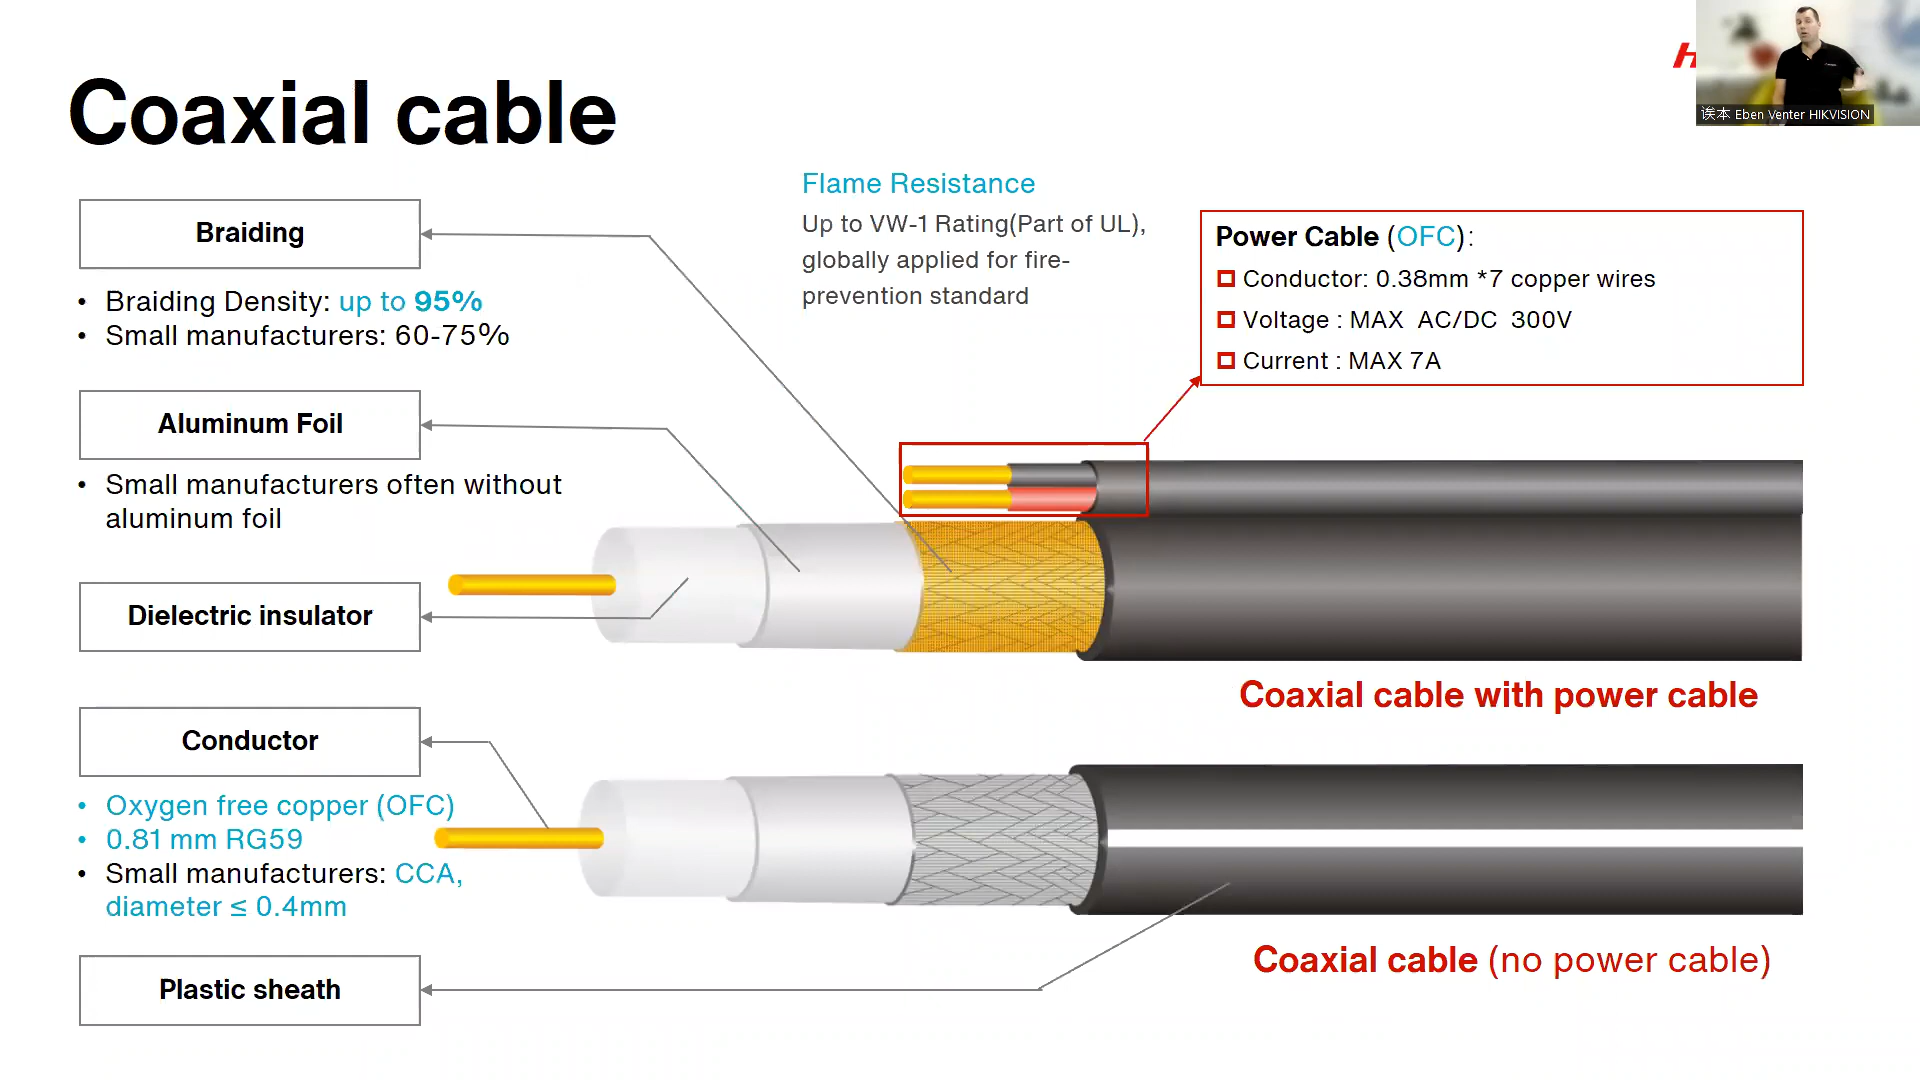 Coaxial cable
H
诶本 Eben Venter HIKVISION
Braiding
• Braiding Density: up to 95%
• Small manufacturers: 60-75%
Aluminum Foil
• Small manufacturers often without
aluminum foil
Dielectric insulator
Conductor
• Oxygen free copper (OFC)
• 0.81 mm RG59
• Small manufacturers: CCA,
diameter ≤ 0.4mm
Plastic sheath
Flame Resistance
Up to VW-1 Rating(Part of UL),
globally applied for fire-
prevention standard
Power Cable (OFC):
Conductor: 0.38mm *7 copper wires
Voltage : MAX AC/DC 300V
Current : MAX 7A
Coaxial cable with power cable
Coaxial cable (no power cable)